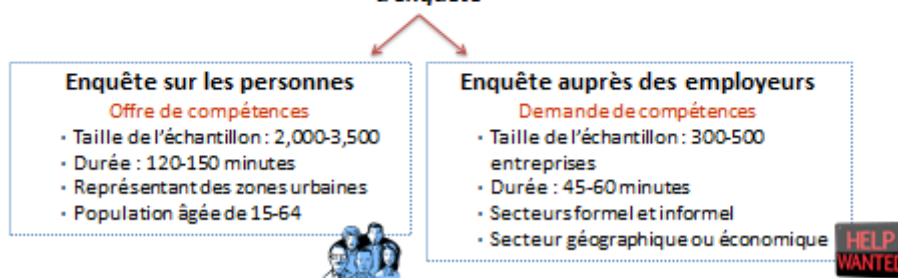 Enquête sur les personnes
Offre de compétences
• Taille de l'échantillon : 2,000-3,500
• Durée : 120-150 minutes
• Représentant des zones urbaines
• Population âgée de 15-64
Enquête auprès des employeurs
Demande de compétences
• Taille de l'échantillon : 300-500
entreprises
• Durée : 45-60 minutes
• Secteurs formel et informel
• Secteur géographique ou économique
HELP
WANTED